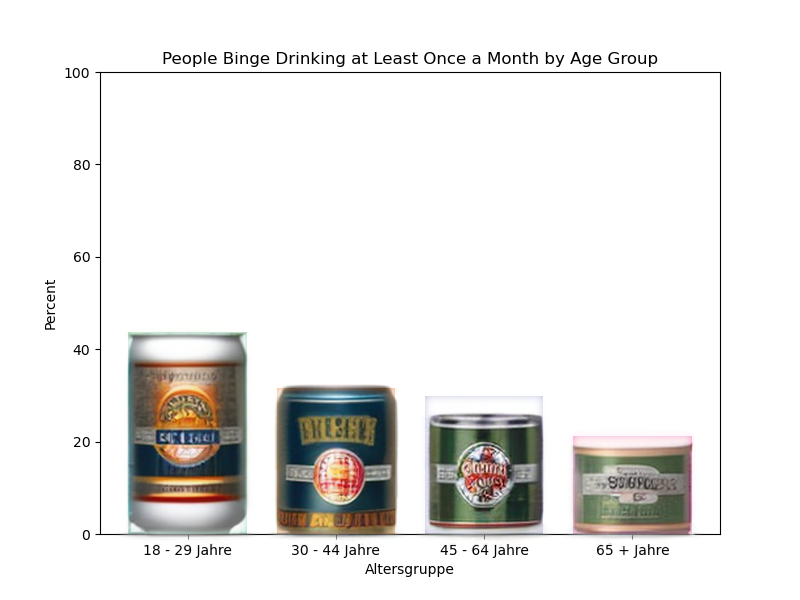 People Binge Drinking at Least Once a Month by Age Group
100
80
60
40
20
0
Percent
18 - 29 Jahre
30 - 44 Jahre
45 - 64 Jahre
65 + Jahre
Altersgruppe